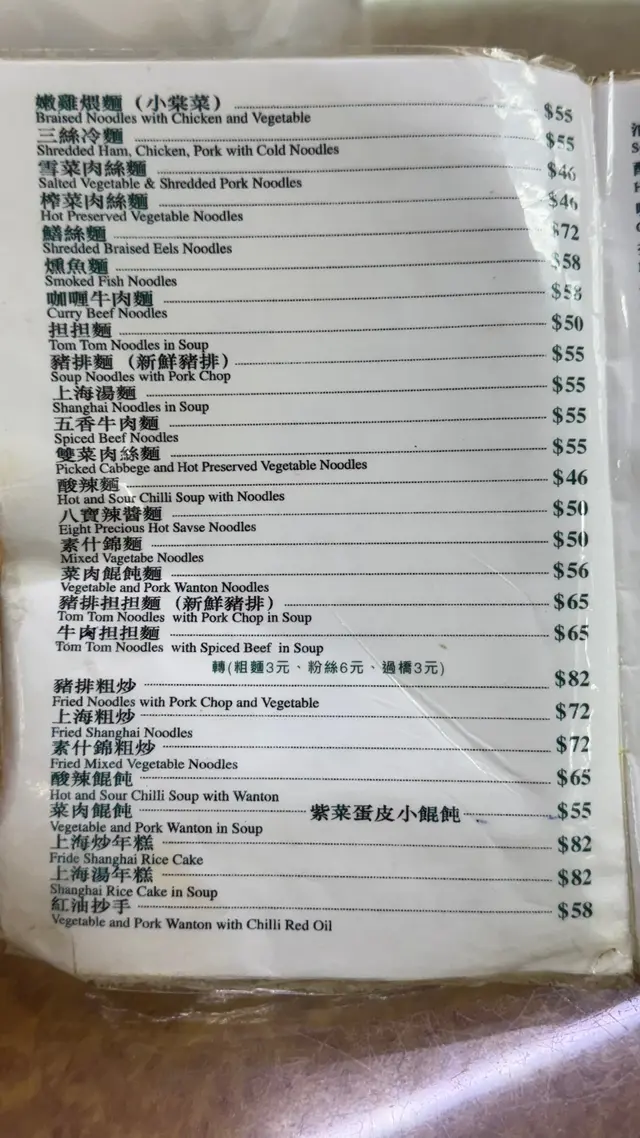 嫩雞煨麵（小棠菜） $55
Braised Noodles with Chicken and Vegetable
三絲冷麵 $55
Shredded Ham, Chicken, Pork with Cold Noodles
雪菜肉絲麵 $46
Salted Vegetable & Shredded Pork Noodles
榨菜肉絲麵 $46
Hot Preserved Vegetable Noodles
鱔絲麵 $72
Shredded Braised Eels Noodles
燻魚麵 $58
Smoked Fish Noodles
咖喱牛肉麵 $58
Curry Beef Noodles
担担麵 $50
Tom Tom Noodles in Soup
豬排麵（新鮮豬排） $55
Soup Noodles with Pork Chop
上海湯麵 $55
Shanghai Noodles in Soup
五香牛肉麵 $55
Spiced Beef Noodles
雙菜肉絲麵 $55
Picked Cabbege and Hot Preserved Vegetable Noodles
酸辣麵 $46
Hot and Sour Chilli Soup with Noodles
八寶辣醬麵 $50
Eight Precious Hot Savse Noodles
素什錦麵 $50
Mixed Vagetabe Noodles
菜肉餛飩麵 $56
Vegetable and Pork Wanton Noodles
豬排担担麵（新鮮豬排） $65
Tom Tom Noodles with Pork Chop in Soup
牛肉担担麵 $65
Tom Tom Noodles with Spiced Beef in Soup
轉(粗麵3元、粉絲6元、過橋3元)
豬排粗炒 $82
Fried Noodles with Pork Chop and Vegetable
上海粗炒 $72
Fried Shanghai Noodles
素什錦粗炒 $72
Fried Mixed Vegetable Noodles
酸辣餛飩 $65
Hot and Sour Chilli Soup with Wanton
菜肉餛飩 紫菜蛋皮小餛飩 $55
Vegetable and Pork Wanton in Soup
上海炒年糕 $82
Fride Shanghai Rice Cake
上海湯年糕 $82
Shanghai Rice Cake in Soup
紅油抄手 $58
Vegetable and Pork Wanton with Chilli Red Oil